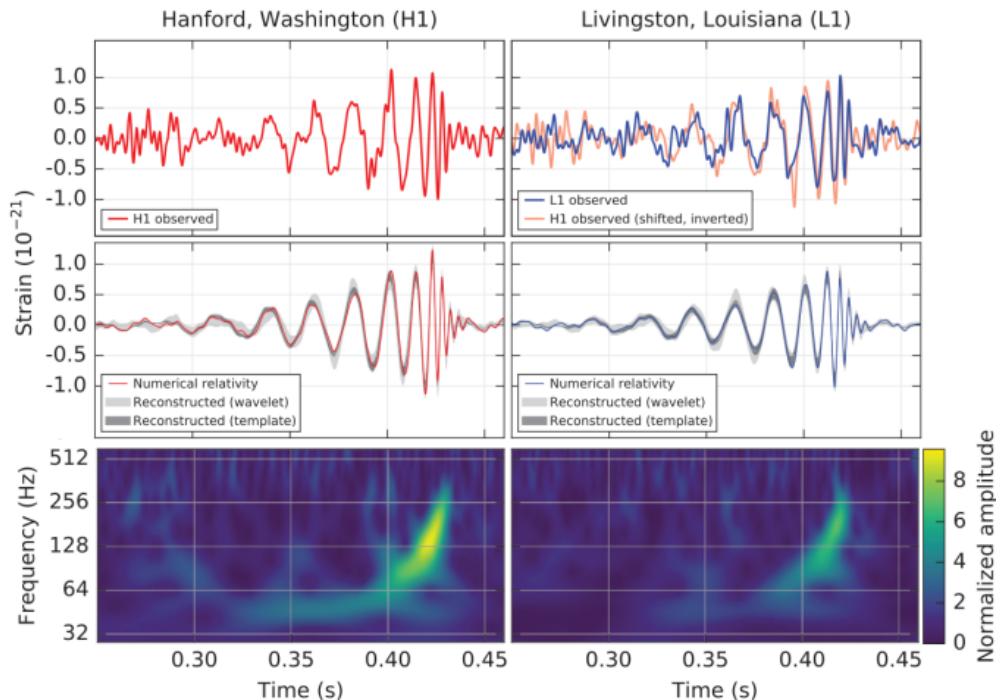 Hanford, Washington (H1)
Livingston, Louisiana (L1)
Strain (10⁻²¹)
1.0
0.5
0.0
-0.5
-1.0
H1 observed
L1 observed
H1 observed (shifted, inverted)
1.0
0.5
0.0
-0.5
-1.0
Numerical relativity
Reconstructed (wavelet)
Reconstructed (template)
Numerical relativity
Reconstructed (wavelet)
Reconstructed (template)
Frequency (Hz)
512
256
128
64
32
Normalized amplitude
8
6
4
2
0
0.30 0.35 0.40 0.45
0.30 0.35 0.40 0.45
Time (s)
Time (s)